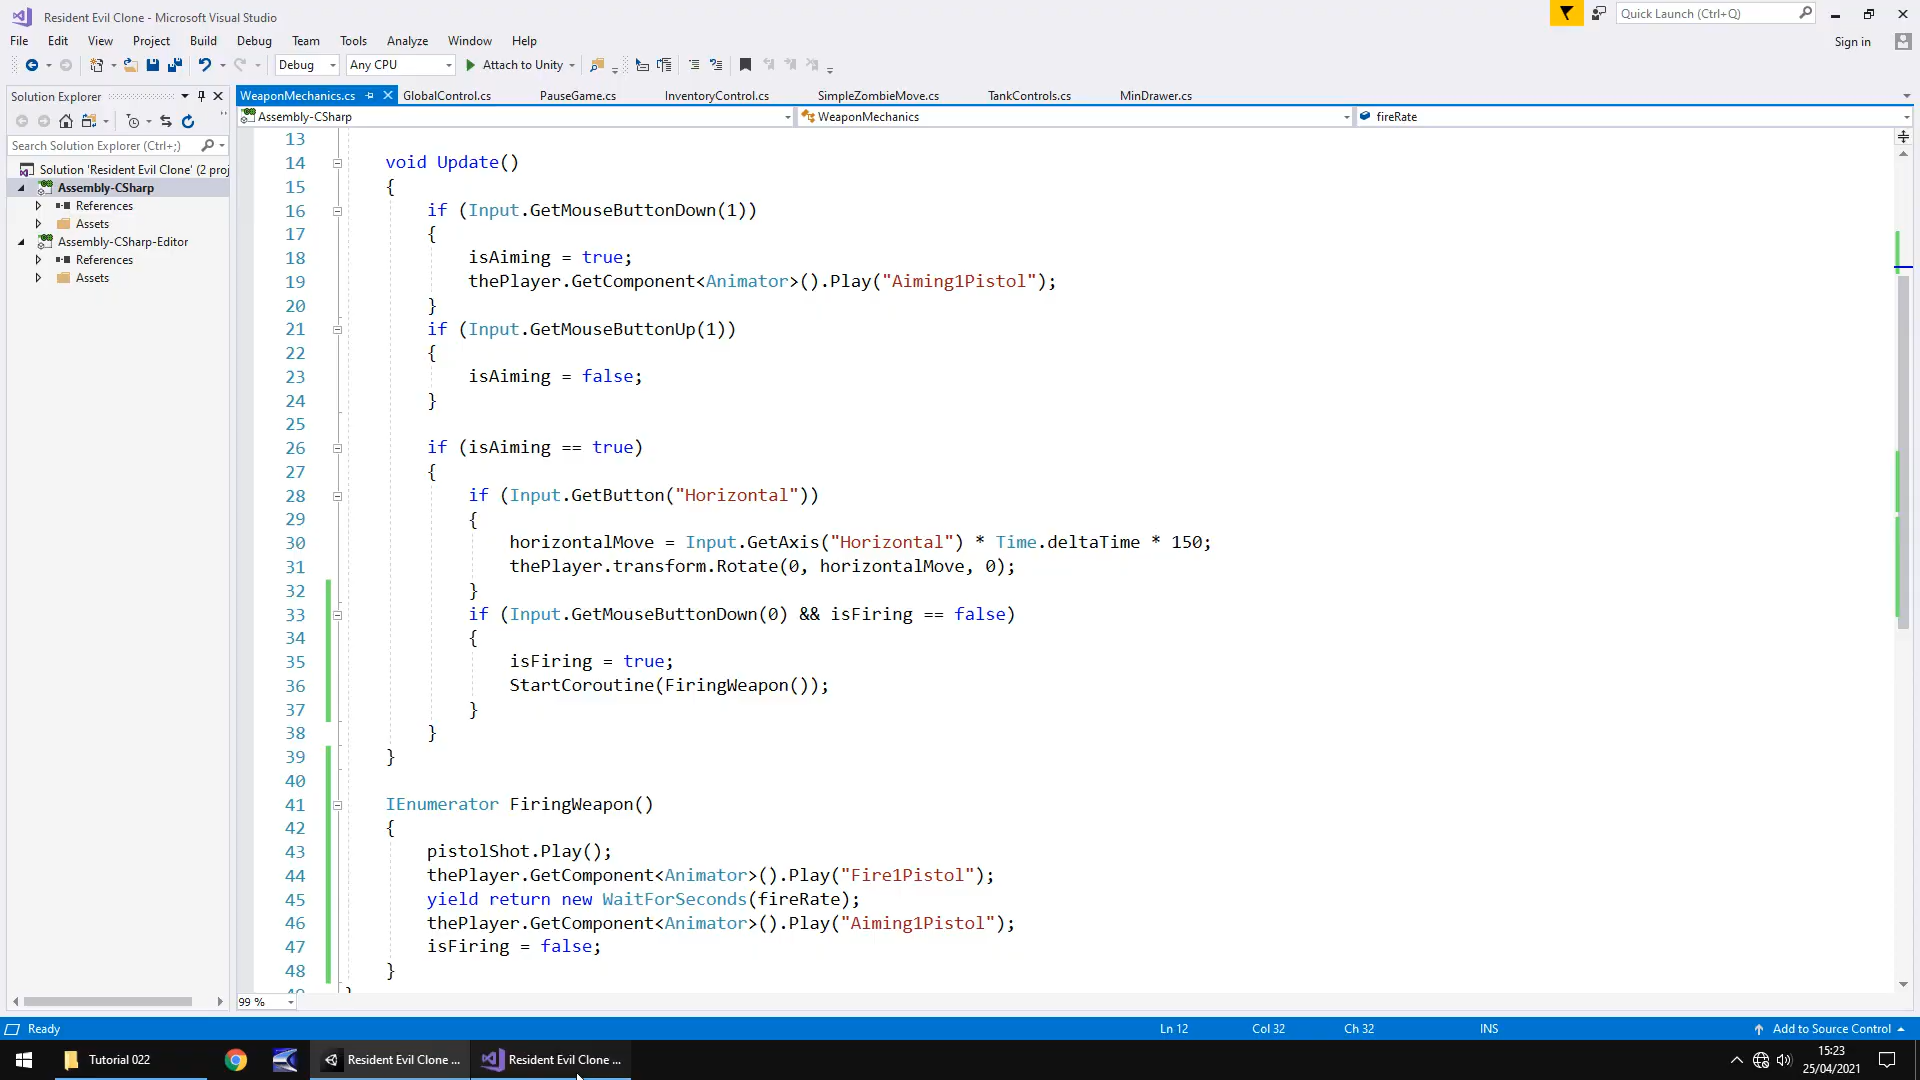 Resident Evil Clone - Microsoft Visual Studio
Quick Launch (Ctrl+Q)
File Edit View Project Build Debug Team Tools Analyze Window Help
Sign in
Debug Any CPU Attach to Unity
Solution Explorer
WeaponMechanics.cs GlobalControl.cs PauseGame.cs InventoryControl.cs SimpleZombieMove.cs TankControls.cs MinDrawer.cs
Assembly-CSharp WeaponMechanics fireRate
Search Solution Explorer (Ctrl+;)
Solution 'Resident Evil Clone' (2 proj
Assembly-CSharp
References
Assets
Assembly-CSharp-Editor
References
Assets
13
14 void Update()
15 {
16 if (Input.GetMouseButtonDown(1))
17 {
18 isAiming = true;
19 thePlayer.GetComponent<Animator>().Play("Aiming1Pistol");
20 }
21 if (Input.GetMouseButtonUp(1))
22 {
23 isAiming = false;
24 }
25
26 if (isAiming == true)
27 {
28 if (Input.GetButton("Horizontal"))
29 {
30 horizontalMove = Input.GetAxis("Horizontal") * Time.deltaTime * 150;
31 thePlayer.transform.Rotate(0, horizontalMove, 0);
32 }
33 if (Input.GetMouseButtonDown(0) && isFiring == false)
34 {
35 isFiring = true;
36 StartCoroutine(FiringWeapon());
37 }
38 }
39 }
40
41 IEnumerator FiringWeapon()
42 {
43 pistolShot.Play();
44 thePlayer.GetComponent<Animator>().Play("Fire1Pistol");
45 yield return new WaitForSeconds(fireRate);
46 thePlayer.GetComponent<Animator>().Play("Aiming1Pistol");
47 isFiring = false;
48 }
99 %
Ready Ln 12 Col 32 Ch 32 INS Add to Source Control
Tutorial 022 Resident Evil Clone ... Resident Evil Clone ...
15:23
25/04/2021